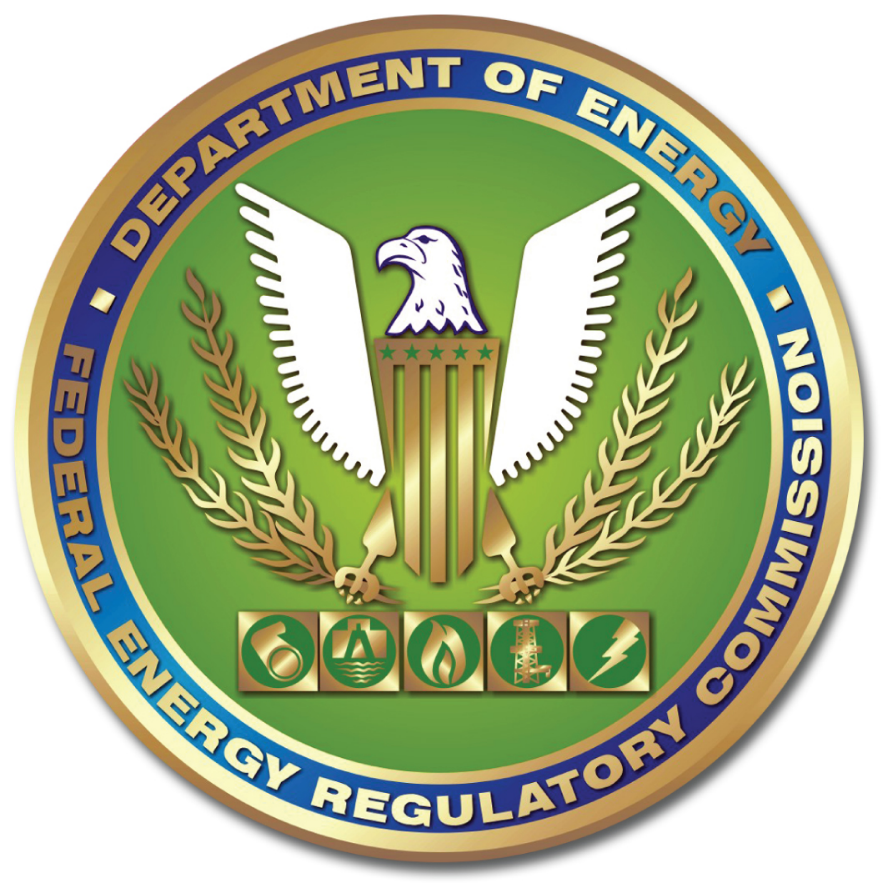 DEPARTMENT OF ENERGY
FEDERAL ENERGY REGULATORY COMMISSION